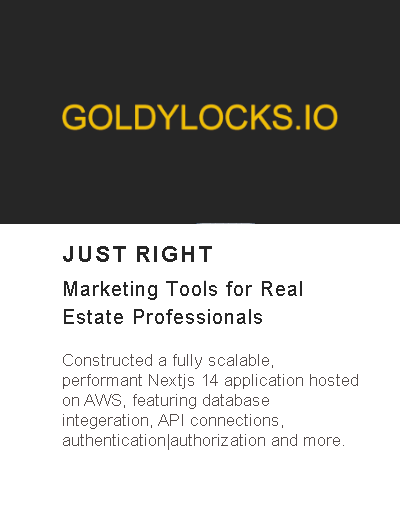 GOLDYLOCKS.IO
JUST RIGHT
Marketing Tools for Real
Estate Professionals
Constructed a fully scalable,
performant Nextjs 14 application hosted
on AWS, featuring database
integeration, API connections,
authentication|authorization and more.